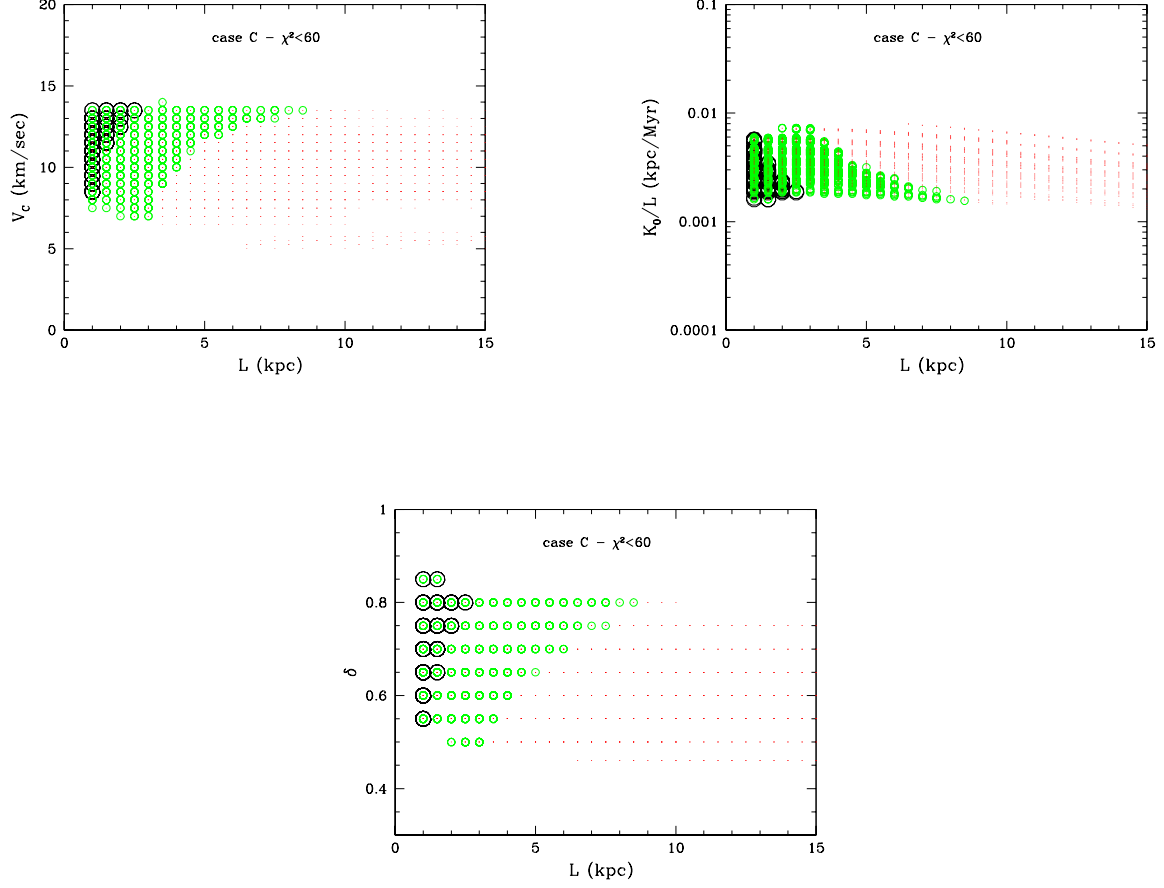 20
15
10
5
0
V_C (km/sec)
case C − χ²<60
0 5 10 15
L (kpc)
0.1
0.01
0.001
0.0001
K_0/L (kpc/Myr)
case C − χ²<60
0 5 10 15
L (kpc)
1
0.8
0.6
0.4
δ
case C − χ²<60
0 5 10 15
L (kpc)